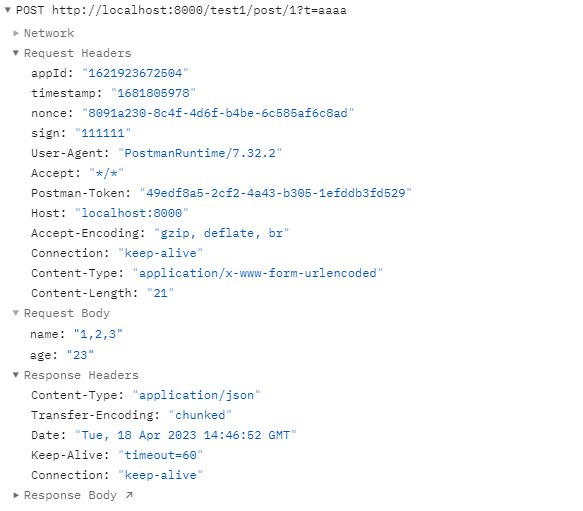 POST http://localhost:8000/test1/post/1?t=aaaa
Network
Request Headers
appId: "1621923672504"
timestamp: "1681805978"
nonce: "8091a230-8c4f-4d6f-b4be-6c585af6c8ad"
sign: "111111"
User-Agent: "PostmanRuntime/7.32.2"
Accept: "*/*"
Postman-Token: "49edf8a5-2cf2-4a43-b305-1efddb3fd529"
Host: "localhost:8000"
Accept-Encoding: "gzip, deflate, br"
Connection: "keep-alive"
Content-Type: "application/x-www-form-urlencoded"
Content-Length: "21"
Request Body
name: "1,2,3"
age: "23"
Response Headers
Content-Type: "application/json"
Transfer-Encoding: "chunked"
Date: "Tue, 18 Apr 2023 14:46:52 GMT"
Keep-Alive: "timeout=60"
Connection: "keep-alive"
Response Body ↗